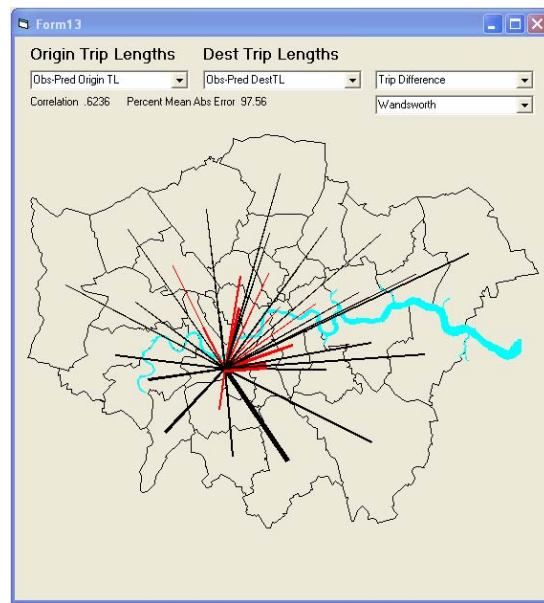 Form13
Origin Trip Lengths Dest Trip Lengths
Obs-Pred Origin TL Obs-Pred DestTL Trip Difference
Correlation .6236 Percent Mean Abs Error 97.56 Wandsworth